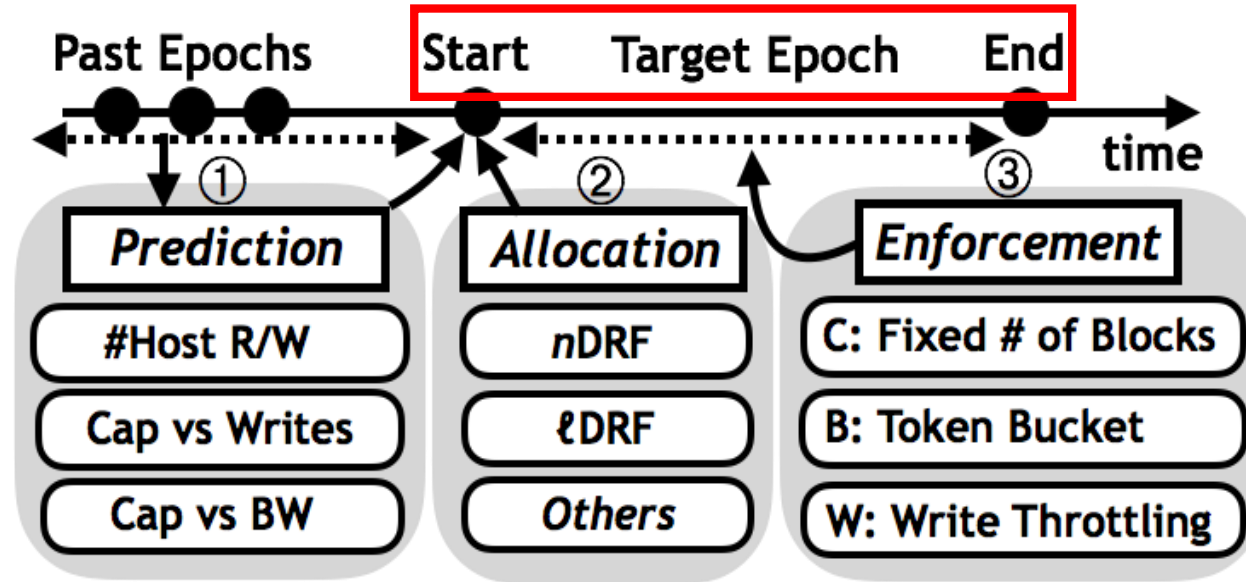 Past Epochs Start Target Epoch End
time
① ② ③
Prediction Allocation Enforcement
#Host R/W nDRF C: Fixed # of Blocks
Cap vs Writes ℓDRF B: Token Bucket
Cap vs BW Others W: Write Throttling